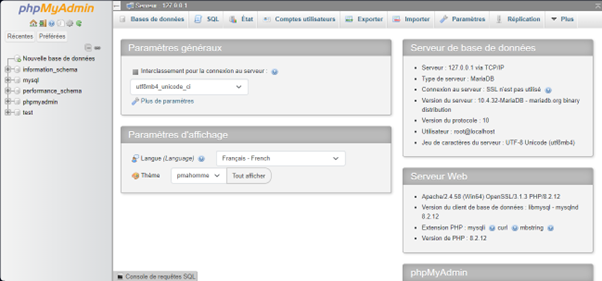 phpMyAdmin
Récentes Préférées
Nouvelle base de données
information_schema
mysql
performance_schema
phpmyadmin
test
Serveur : 127.0.0.1
Bases de données SQL État Comptes utilisateurs Exporter Importer Paramètres Réplication Plus
Paramètres généraux
Interclassement pour la connexion au serveur :
utf8mb4_unicode_ci
Plus de paramètres
Paramètres d'affichage
Langue (Language) Français - French
Thème pmahomme Tout afficher
Serveur de base de données
Serveur : 127.0.0.1 via TCP/IP
Type de serveur : MariaDB
Connexion au serveur : SSL n'est pas utilisé
Version du serveur : 10.4.32-MariaDB - mariadb.org binary
distribution
Version du protocole : 10
Utilisateur : root@localhost
Jeu de caractères du serveur : UTF-8 Unicode (utf8mb4)
Serveur Web
Apache/2.4.58 (Win64) OpenSSL/3.1.3 PHP/8.2.12
Version du client de base de données : libmysql - mysqlnd
8.2.12
Extension PHP : mysqli curl mbstring
Version de PHP : 8.2.12
phpMyAdmin
Console de requêtes SQL